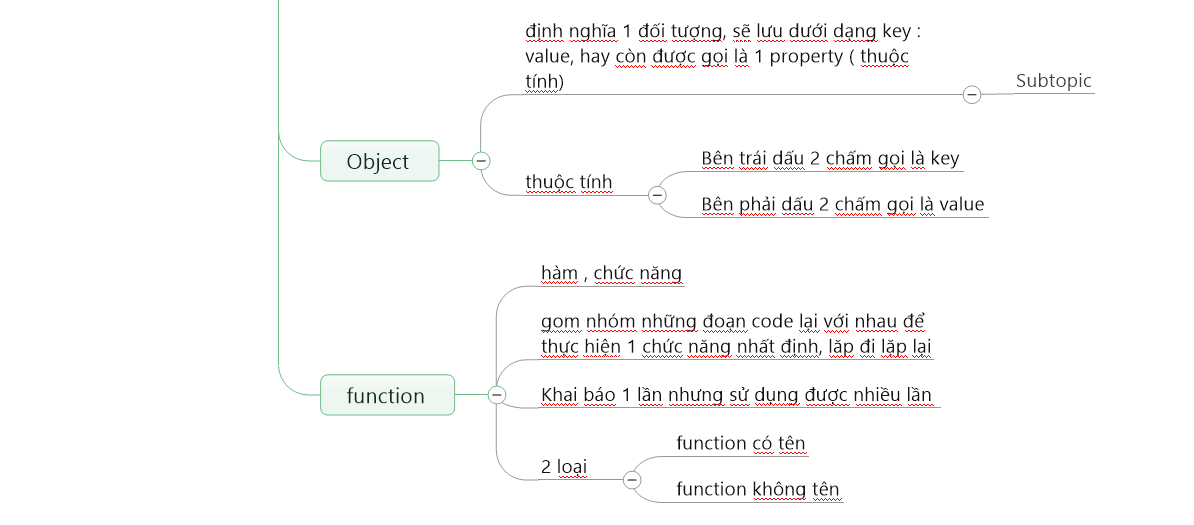 định nghĩa 1 đối tượng, sẽ lưu dưới dạng key :
value, hay còn được gọi là 1 property ( thuộc
tính)
Subtopic
Object
thuộc tính
Bên trái dấu 2 chấm gọi là key
Bên phải dấu 2 chấm gọi là value
function
hàm , chức năng
gom nhóm những đoạn code lại với nhau để
thực hiện 1 chức năng nhất định, lặp đi lặp lại
Khai báo 1 lần nhưng sử dụng được nhiều lần
2 loại
function có tên
function không tên